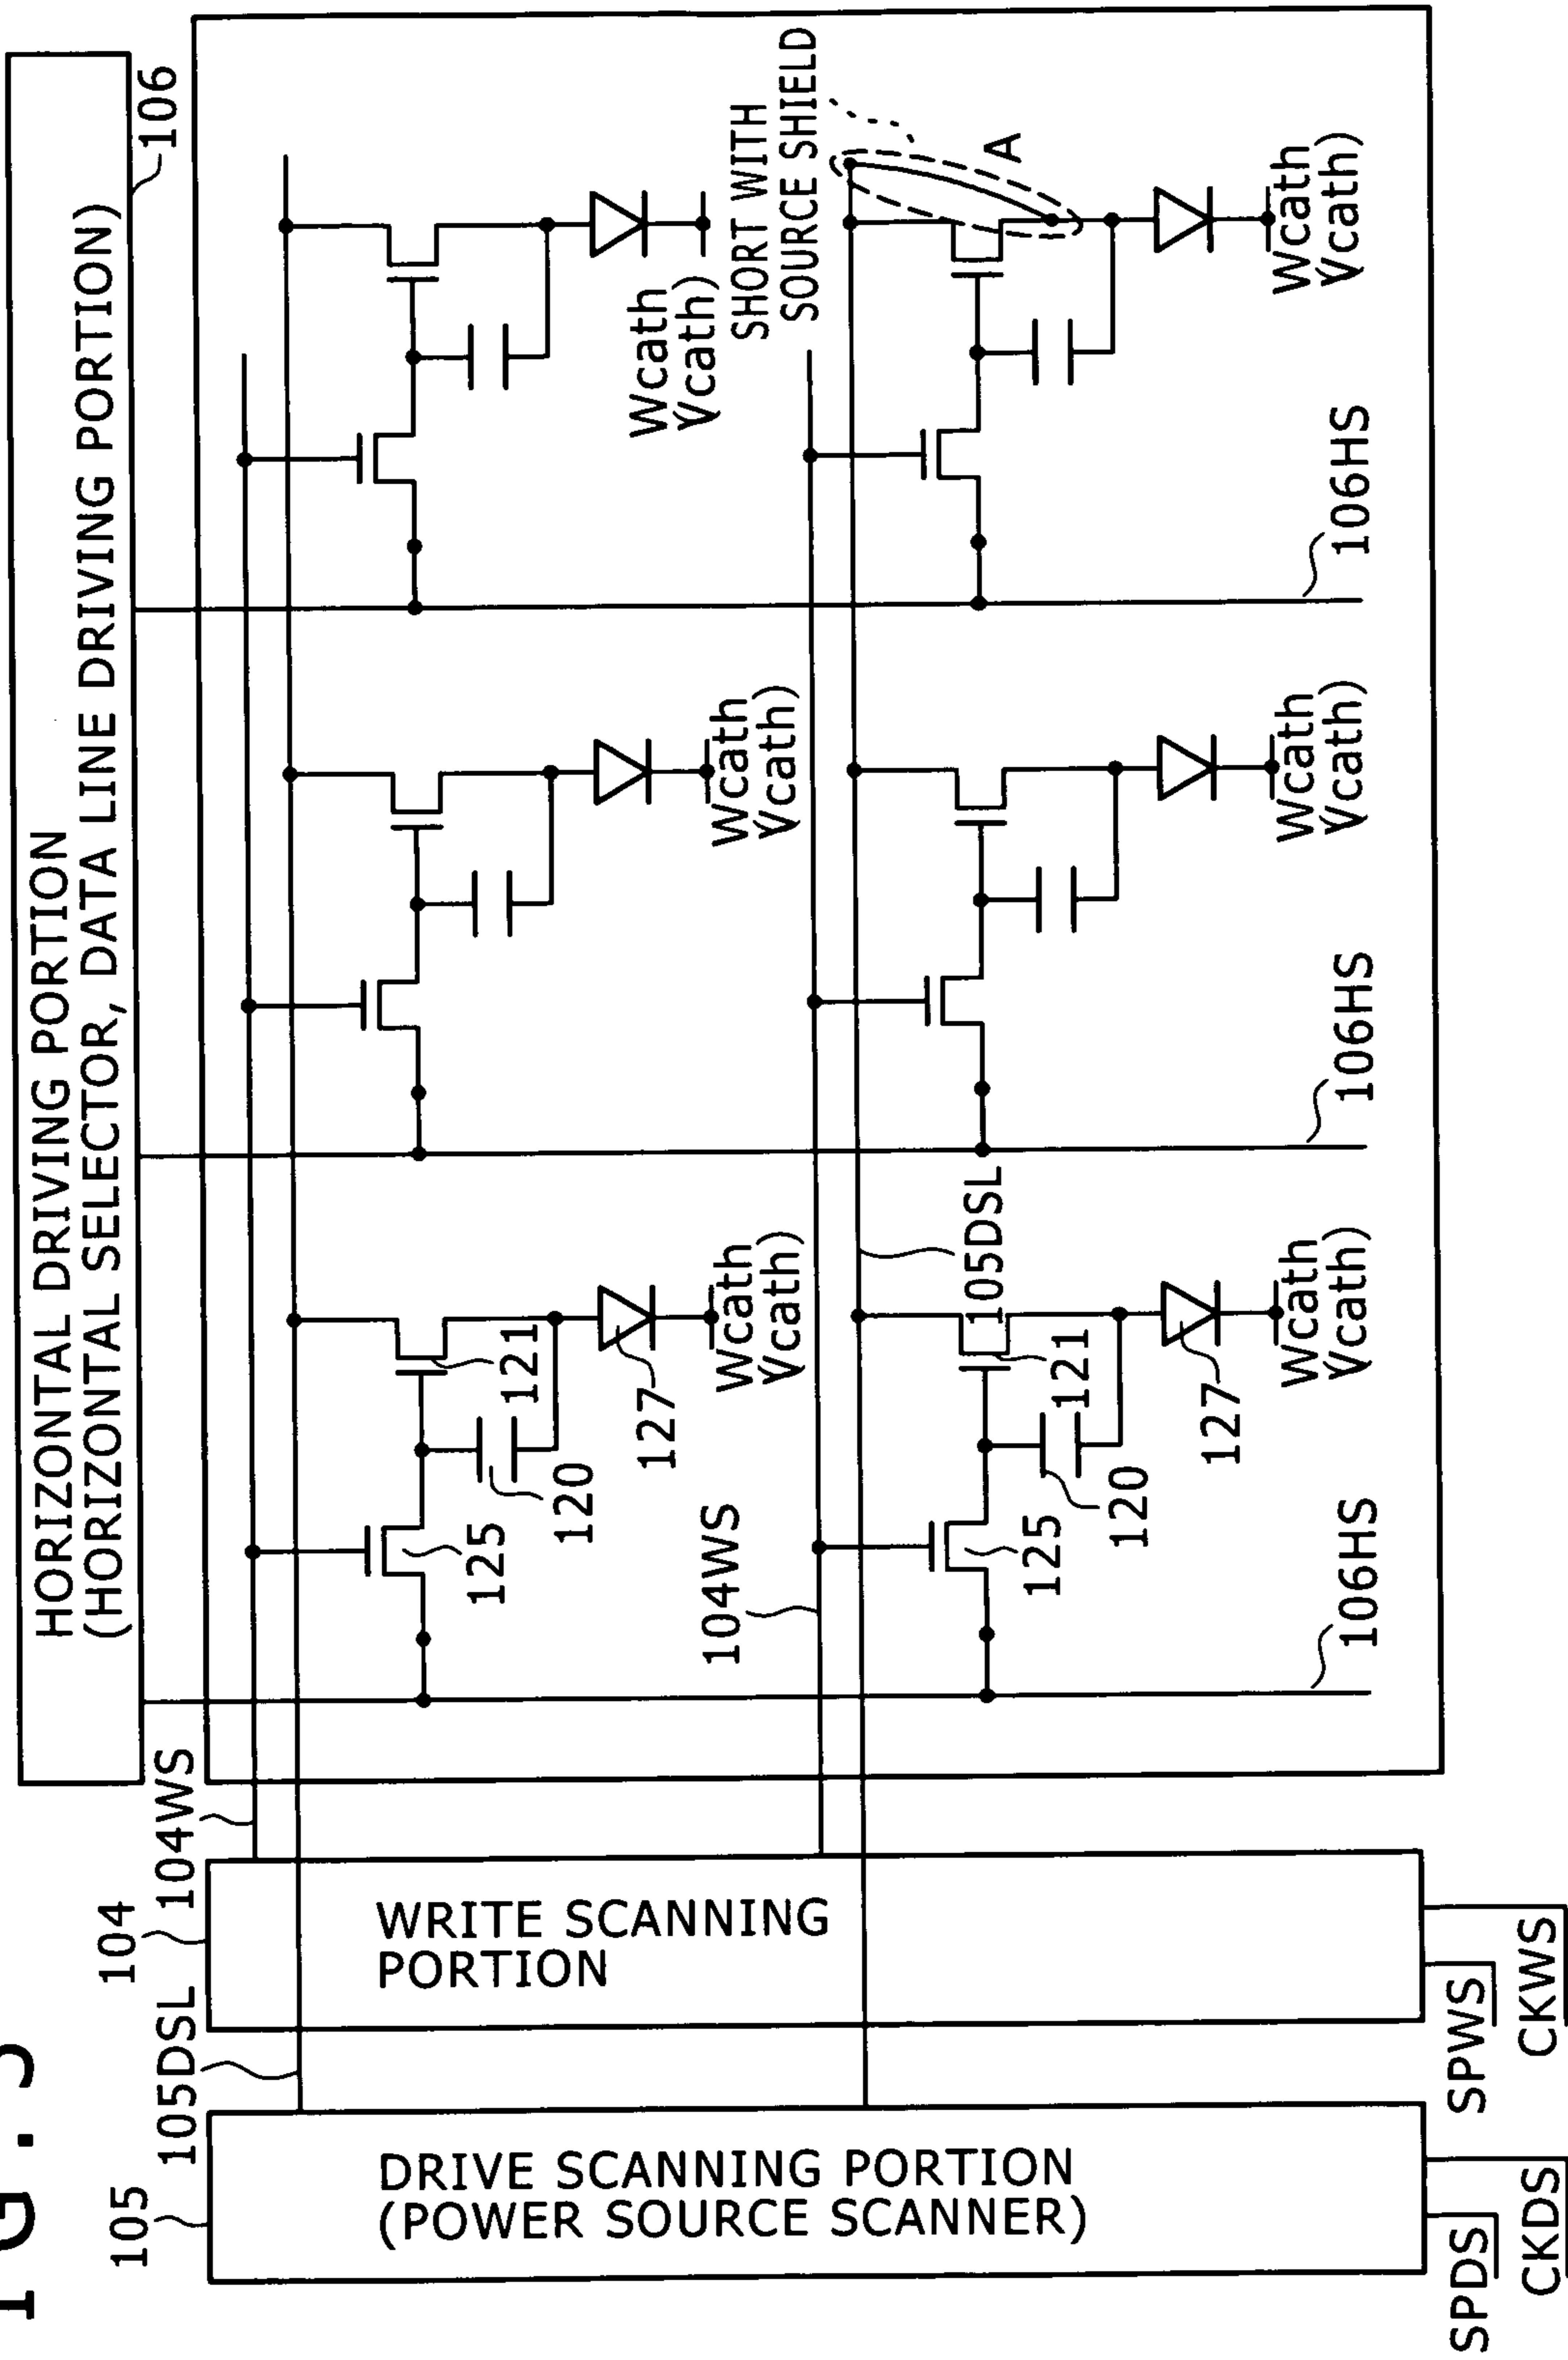 HORIZONTAL DRIVING PORTION
(HORIZONTAL SELECTOR, DATA LINE DRIVING PORTION)
106
105
105DSL
104
104WS
DRIVE SCANNING PORTION
(POWER SOURCE SCANNER)
WRITE SCANNING
PORTION
125
120
121
127
Wcath
(Vcath)
Wcath
(Vcath)
Wcath
(Vcath)
SHORT WITH
SOURCE SHIELD
A
104WS
105DSL
125
120
121
127
Wcath
(Vcath)
Wcath
(Vcath)
Wcath
(Vcath)
106HS
106HS
106HS
SPDS
CKDS
SPWS
CKWS